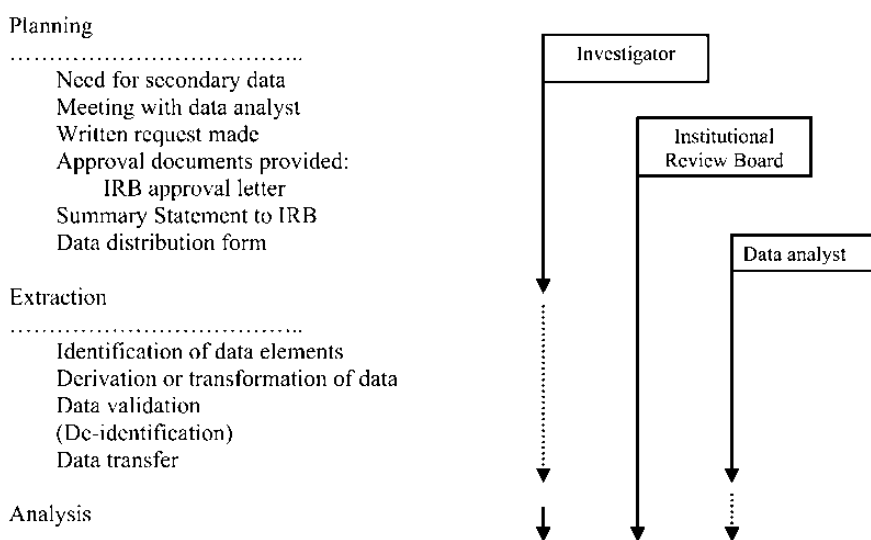 Planning
…………………………………..
Need for secondary data
Meeting with data analyst
Written request made
Approval documents provided:
IRB approval letter
Summary Statement to IRB
Data distribution form
Extraction
…………………………………..
Identification of data elements
Derivation or transformation of data
Data validation
(De-identification)
Data transfer
Analysis
Investigator
Institutional
Review Board
Data analyst